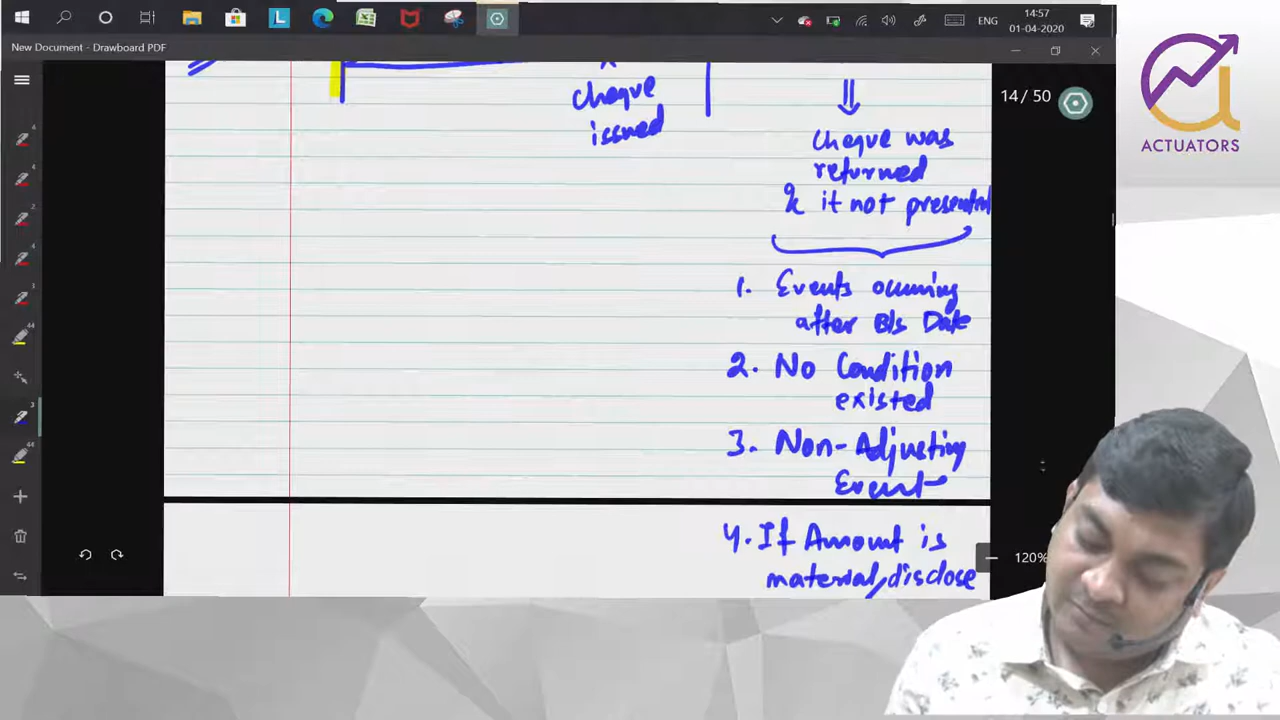 14:57
ENG
01-04-2020
New Document - Drawboard PDF
14 / 50
ACTUATORS
cheque
issued
cheque was
returned
& it not presented
1. Events occuring
after B/s Date
2. No Condition
existed
3. Non-Adjusting
Event
4. If Amount is
material, disclose
120%